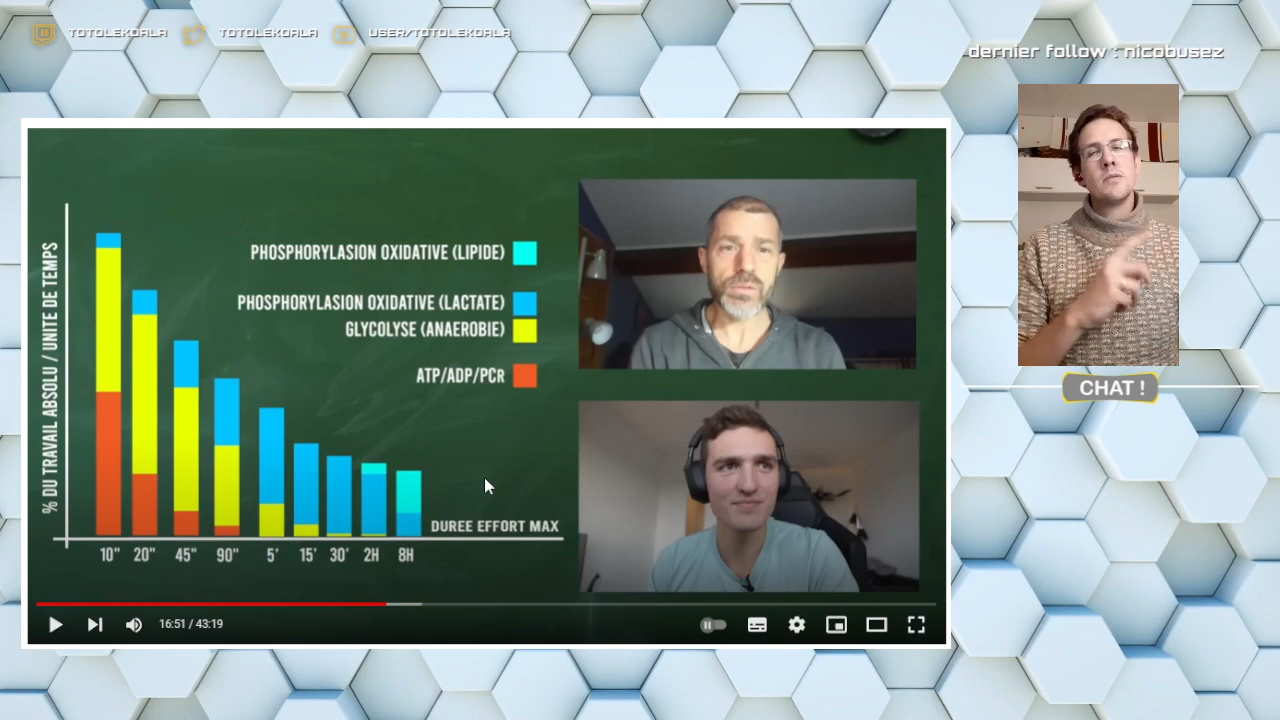 TOTOLEKOALA TOTOLEKOALA USER/TOTOLEKOALA
dernier follow : nicobusez
% DU TRAVAIL ABSOLU / UNITE DE TEMPS
PHOSPHORYLASION OXIDATIVE (LIPIDE)
PHOSPHORYLASION OXIDATIVE (LACTATE)
GLYCOLYSE (ANAEROBIE)
ATP/ADP/PCR
DUREE EFFORT MAX
10" 20" 45" 90" 5' 15' 30' 2H 8H
16:51 / 43:19
CHAT !